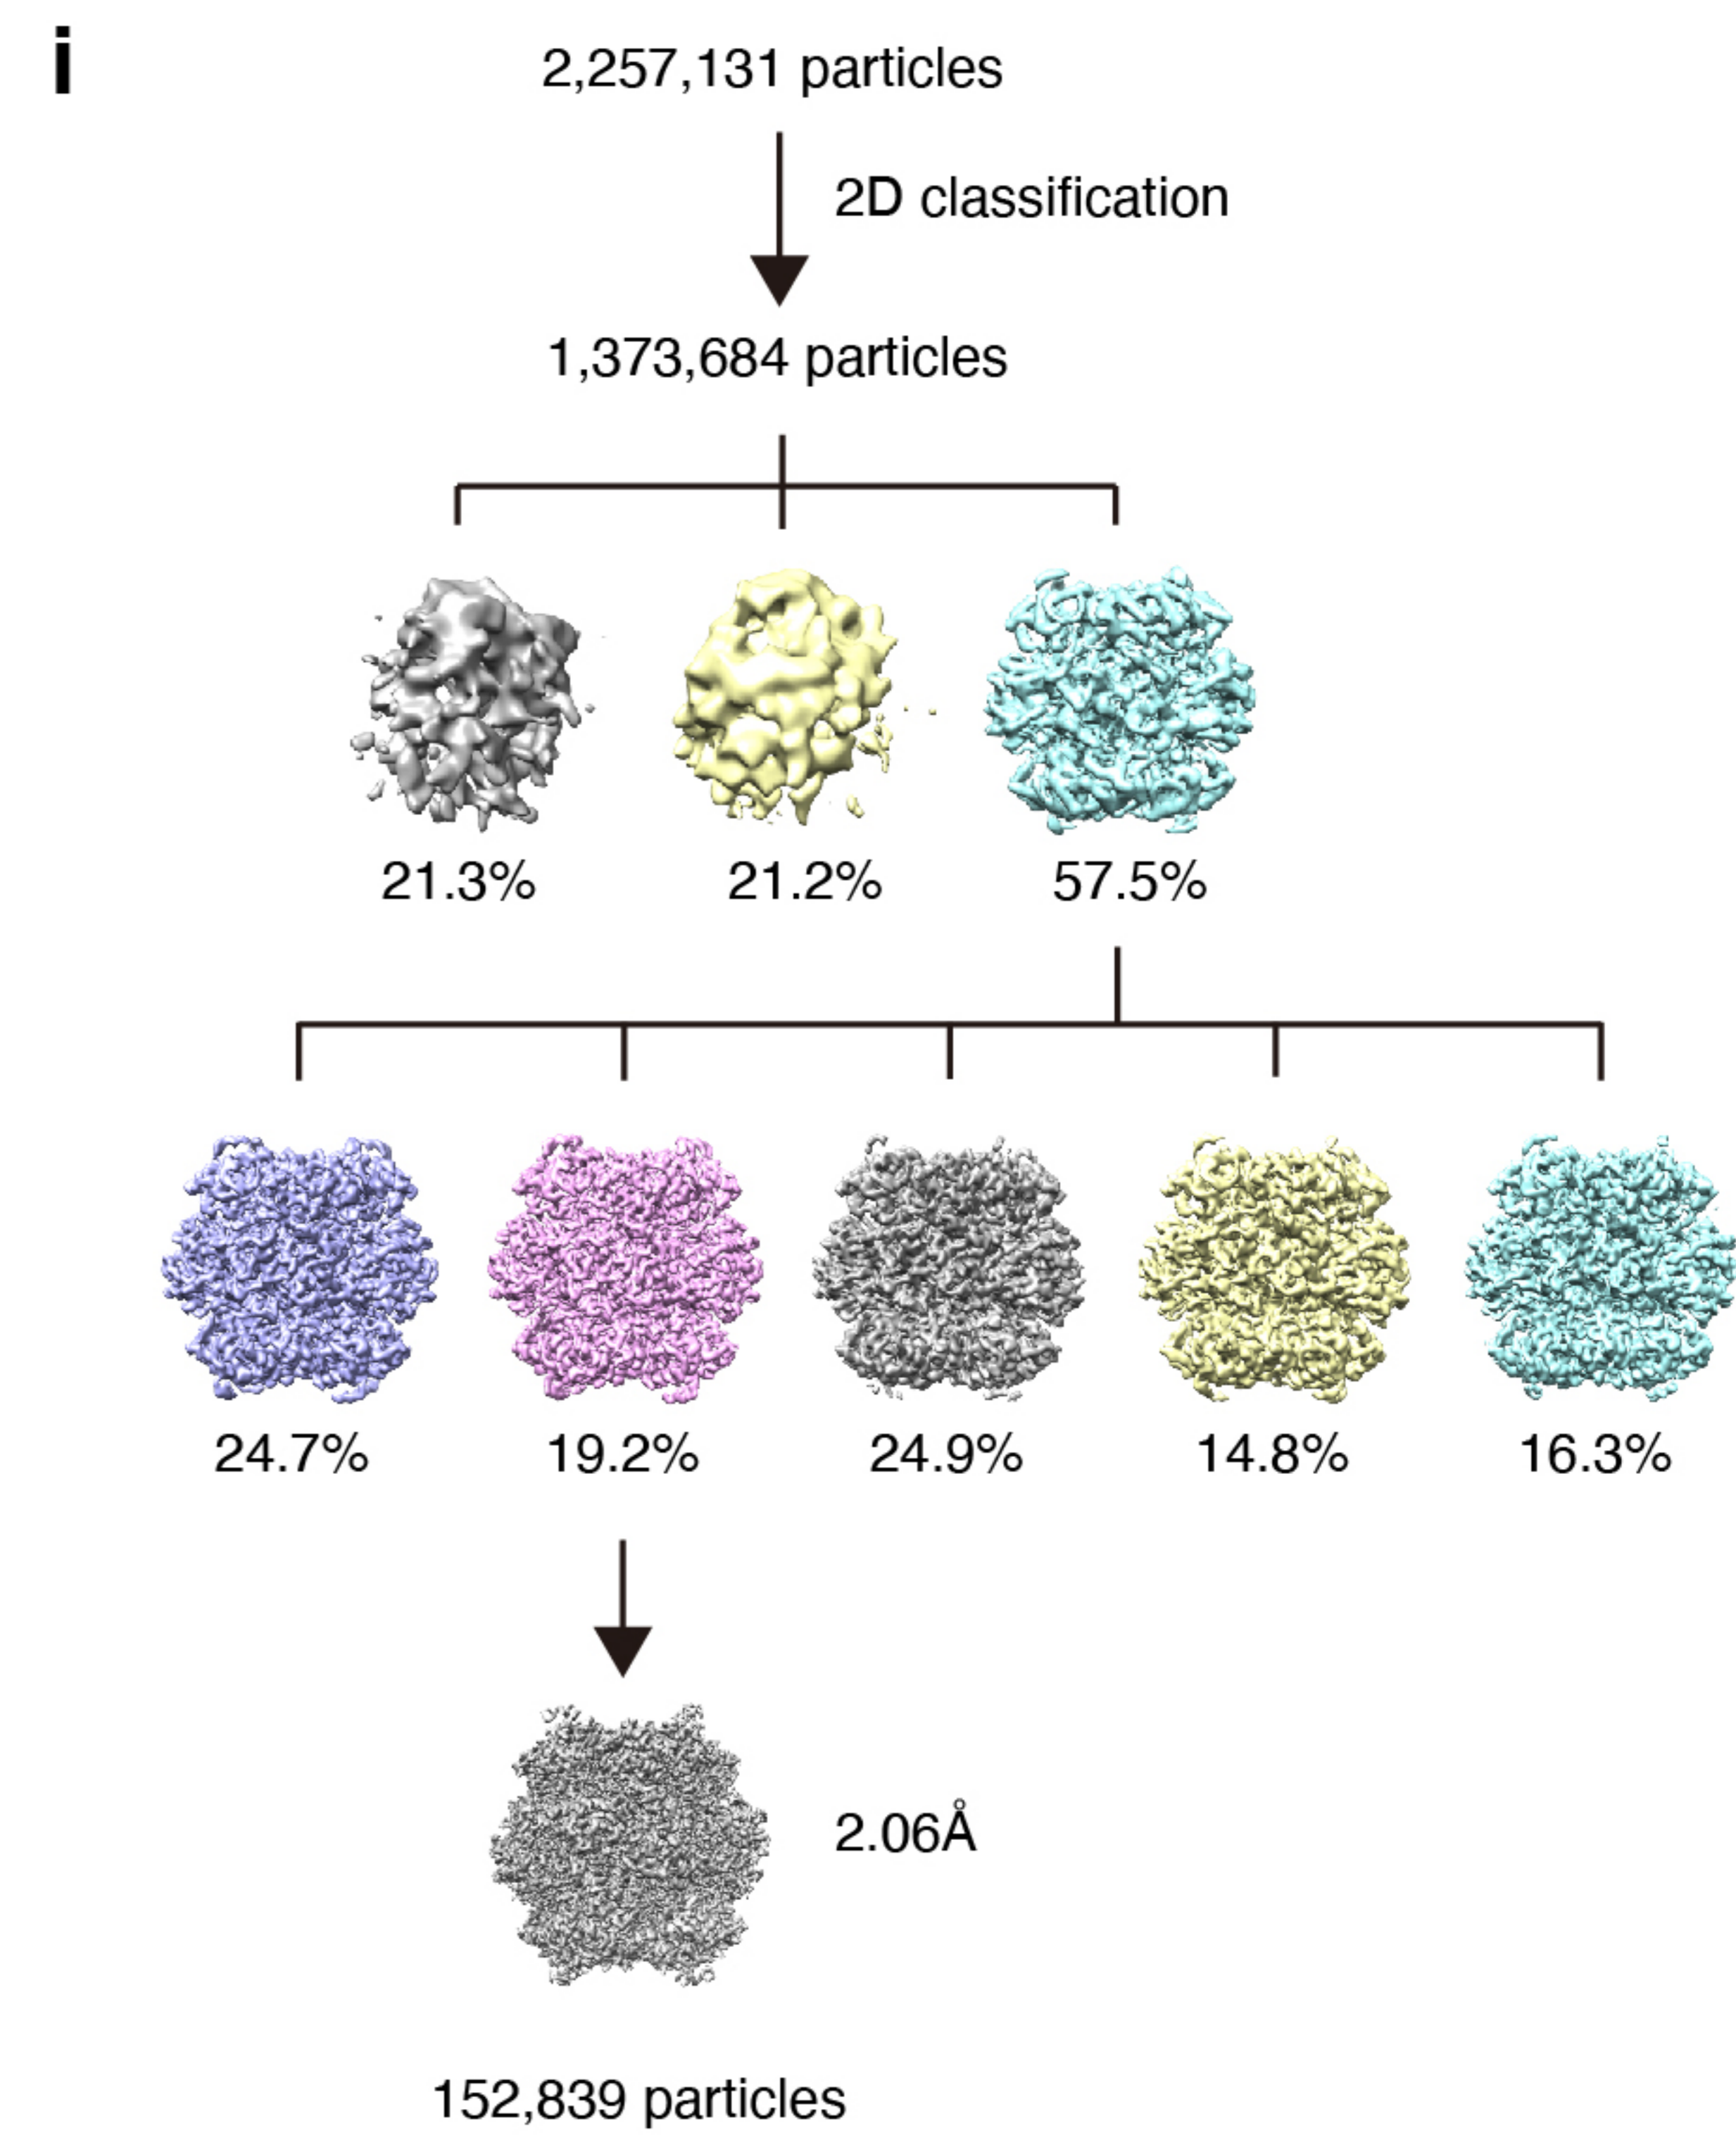 i
2,257,131 particles
2D classification
1,373,684 particles
21.3%
21.2%
57.5%
24.7%
19.2%
24.9%
14.8%
16.3%
2.06Å
152,839 particles